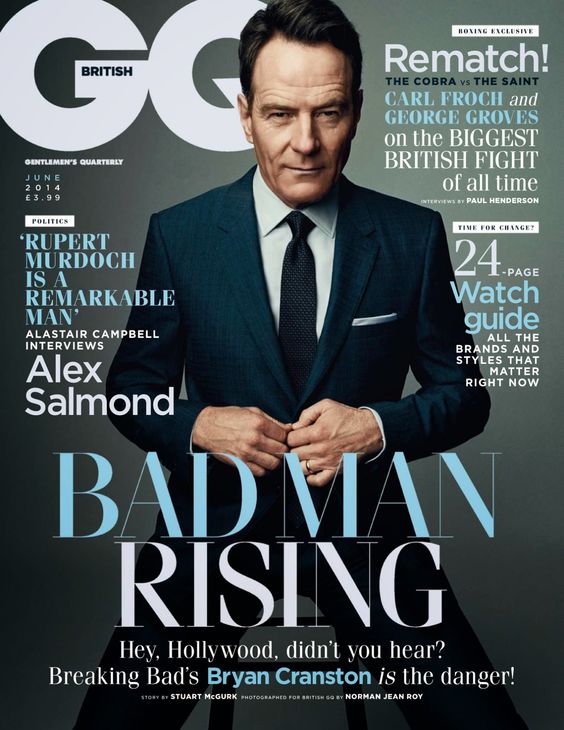 GQ
BRITISH
GENTLEMEN'S QUARTERLY
JUNE
2014
£3.99
POLITICS
'RUPERT
MURDOCH
IS A
REMARKABLE
MAN'
ALASTAIR CAMPBELL
INTERVIEWS
Alex
Salmond
BOXING EXCLUSIVE
Rematch!
THE COBRA vs THE SAINT
CARL FROCH and
GEORGE GROVES
on the BIGGEST
BRITISH FIGHT
of all time
INTERVIEWS BY PAUL HENDERSON
TIME FOR CHANGE?
24-PAGE
Watch
guide
ALL THE
BRANDS AND
STYLES THAT
MATTER
RIGHT NOW
BAD MAN
RISING
Hey, Hollywood, didn't you hear?
Breaking Bad's Bryan Cranston is the danger!
STORY BY STUART McGURK PHOTOGRAPHED FOR BRITISH GQ BY NORMAN JEAN ROY